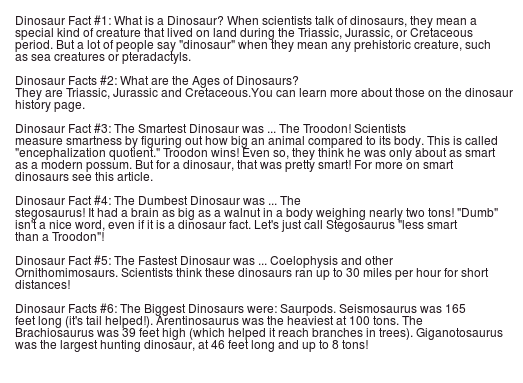 Dinosaur Fact #1: What is a Dinosaur? When scientists talk of dinosaurs, they mean a
special kind of creature that lived on land during the Triassic, Jurassic, or Cretaceous
period. But a lot of people say "dinosaur" when they mean any prehistoric creature, such
as sea creatures or pteradactyls.
Dinosaur Facts #2: What are the Ages of Dinosaurs?
They are Triassic, Jurassic and Cretaceous.You can learn more about those on the dinosaur
history page.
Dinosaur Fact #3: The Smartest Dinosaur was ... The Troodon! Scientists
measure smartness by figuring out how big an animal compared to its body. This is called
"encephalization quotient." Troodon wins! Even so, they think he was only about as smart
as a modern possum. But for a dinosaur, that was pretty smart! For more on smart
dinosaurs see this article.
Dinosaur Fact #4: The Dumbest Dinosaur was ... The
stegosaurus! It had a brain as big as a walnut in a body weighing nearly two tons! "Dumb"
isn't a nice word, even if it is a dinosaur fact. Let's just call Stegosaurus "less smart
than a Troodon"!
Dinosaur Fact #5: The Fastest Dinosaur was ... Coelophysis and other
Ornithomimosaurs. Scientists think these dinosaurs ran up to 30 miles per hour for short
distances!
Dinosaur Facts #6: The Biggest Dinosaurs were: Saurpods. Seismosaurus was 165
feet long (it's tail helped!). Arentinosaurus was the heaviest at 100 tons. The
Brachiosaurus was 39 feet high (which helped it reach branches in trees). Giganotosaurus
was the largest hunting dinosaur, at 46 feet long and up to 8 tons!